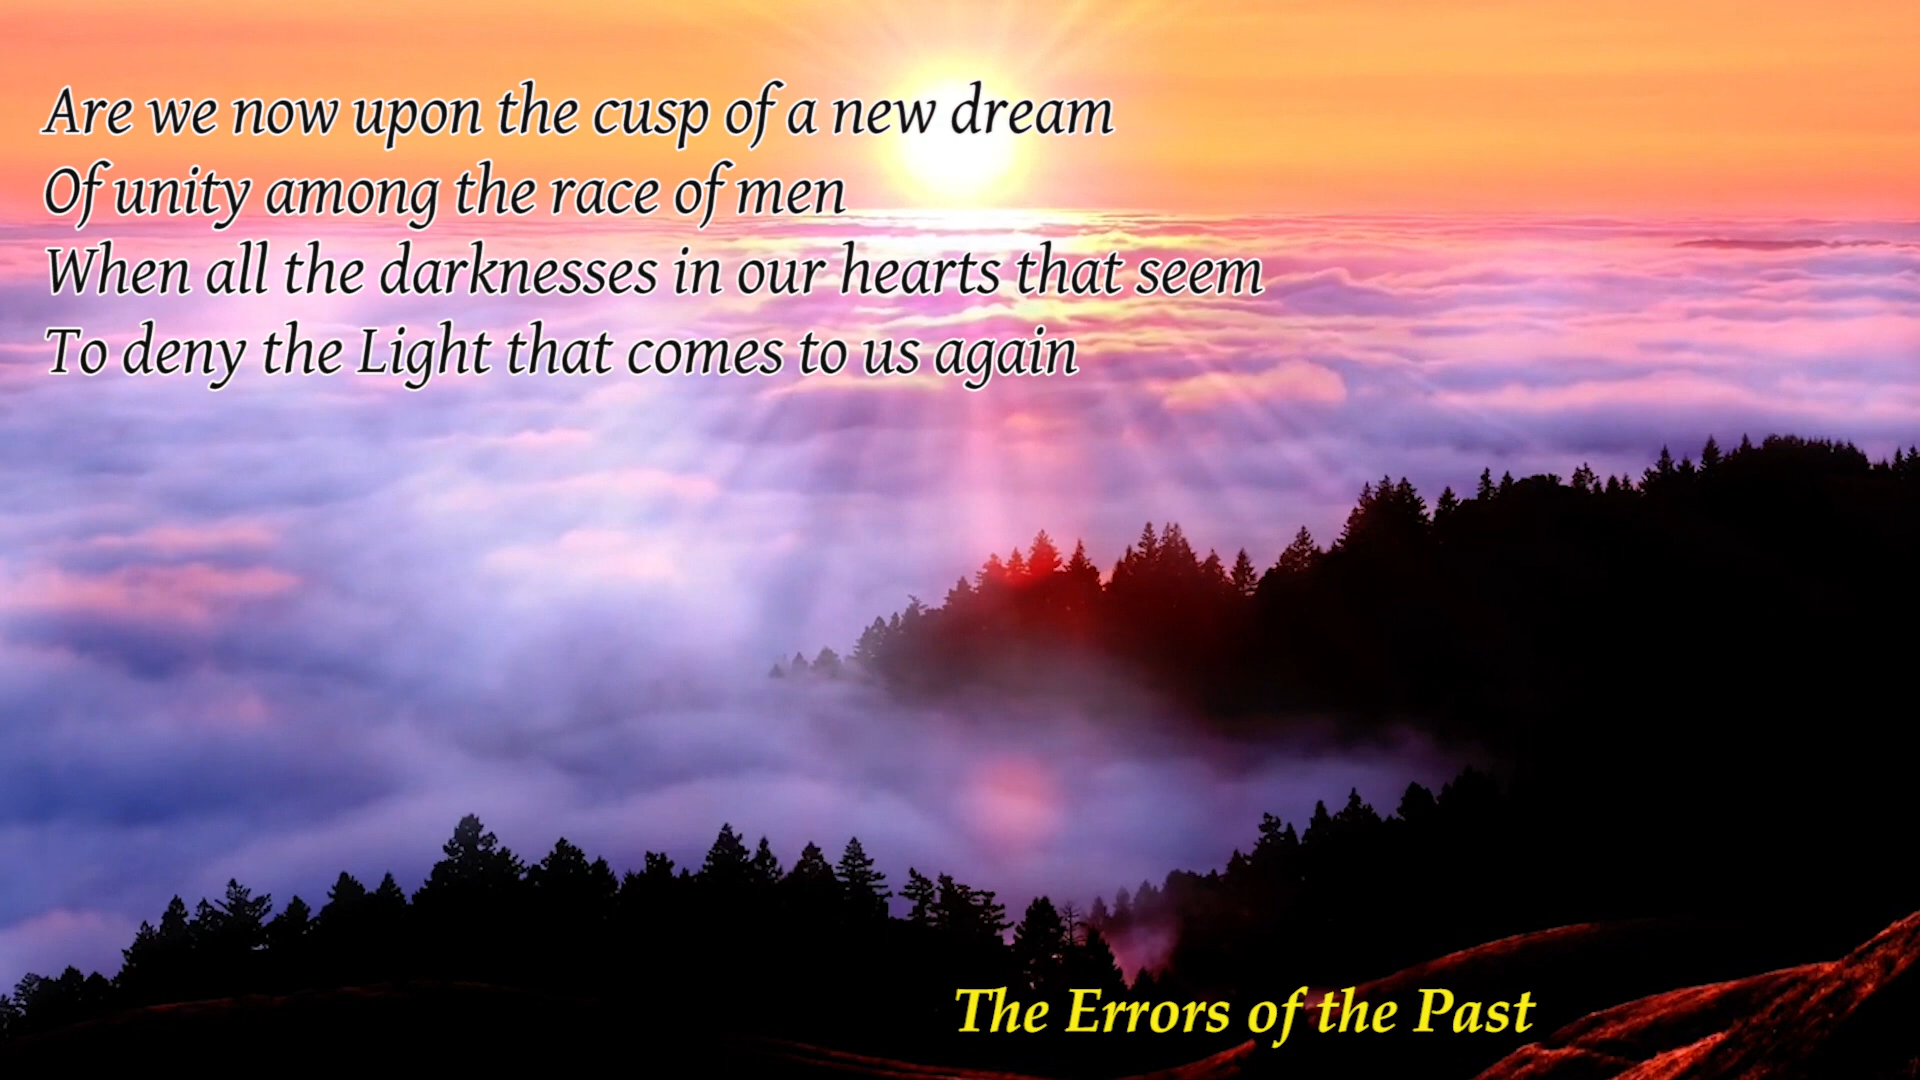 Are we now upon the cusp of a new dream
Of unity among the race of men
When all the darknesses in our hearts that seem
To deny the Light that comes to us again
The Errors of the Past